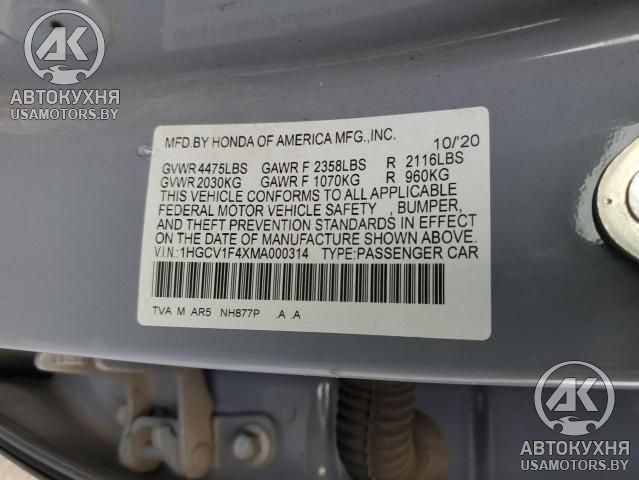 AK
АВТОКУХНЯ
USAMOTORS.BY
MFD.BY HONDA OF AMERICA MFG.,INC. 10/'20
GVWR 4475LBS GAWR F 2358LBS R 2116LBS
GVWR 2030KG GAWR F 1070KG R 960KG
THIS VEHICLE CONFORMS TO ALL APPLICABLE
FEDERAL MOTOR VEHICLE SAFETY , BUMPER,
AND THEFT PREVENTION STANDARDS IN EFFECT
ON THE DATE OF MANUFACTURE SHOWN ABOVE.
V.I.N.: 1HGCV1F4XMA000314 TYPE:PASSENGER CAR
TVA M AR5 NH877P .A .A
AK
АВТОКУХНЯ
USAMOTORS.BY